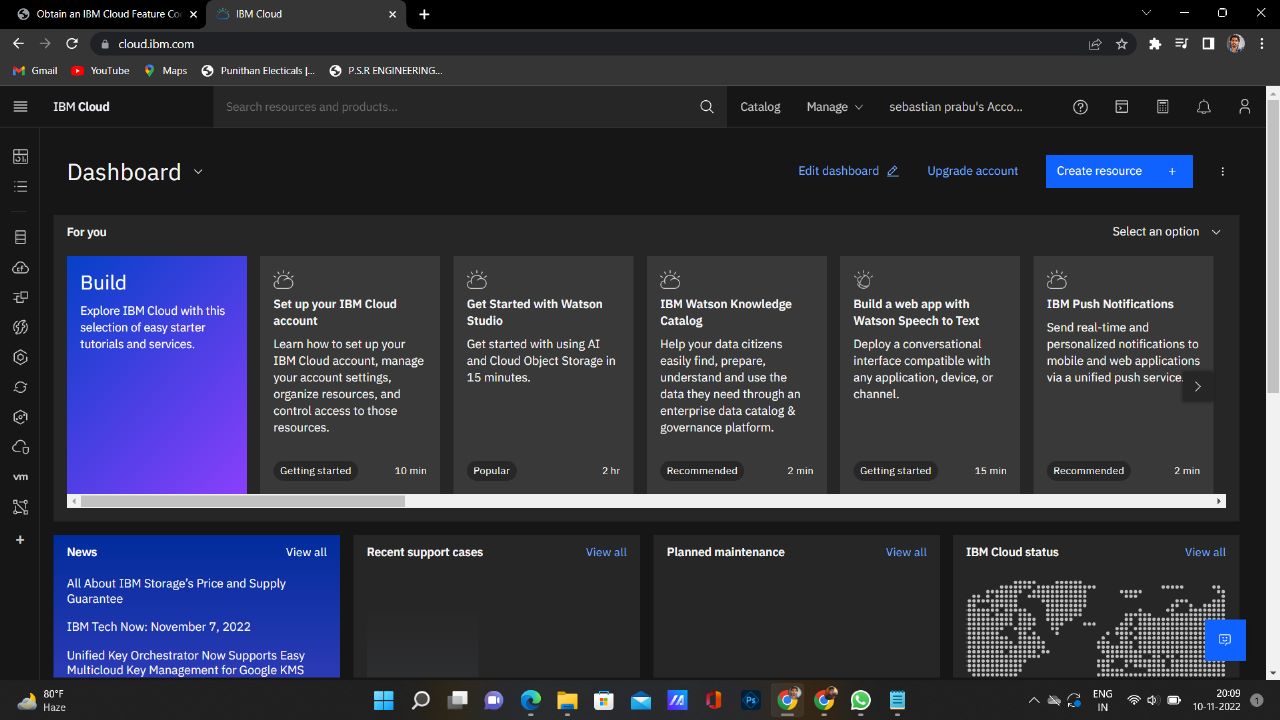 Obtain an IBM Cloud Feature Co
IBM Cloud
cloud.ibm.com
Gmail
YouTube
Maps
Punithan Electicals |...
P.S.R ENGINEERING...
IBM Cloud
Search resources and products...
Catalog
Manage
sebastian prabu's Acco...
Dashboard
Edit dashboard
Upgrade account
Create resource +
For you
Select an option
Build
Explore IBM Cloud with this
selection of easy starter
tutorials and services.
Set up your IBM Cloud
account
Learn how to set up your
IBM Cloud account, manage
your account settings,
organize resources, and
control access to those
resources.
Getting started
10 min
Get Started with Watson
Studio
Get started with using AI
and Cloud Object Storage in
15 minutes.
Popular
2 hr
IBM Watson Knowledge
Catalog
Help your data citizens
easily find, prepare,
understand and use the
data they need through an
enterprise data catalog &
governance platform.
Recommended
2 min
Build a web app with
Watson Speech to Text
Deploy a conversational
interface compatible with
any application, device, or
channel.
Getting started
15 min
IBM Push Notifications
Send real-time and
personalized notifications to
mobile and web applications
via a unified push service.
Recommended
2 min
vm
News
View all
All About IBM Storage's Price and Supply
Guarantee
IBM Tech Now: November 7, 2022
Unified Key Orchestrator Now Supports Easy
Multicloud Key Management for Google KMS
Recent support cases
View all
Planned maintenance
View all
IBM Cloud status
View all
80°F
Haze
Ps
ENG
IN
20:09
10-11-2022
1